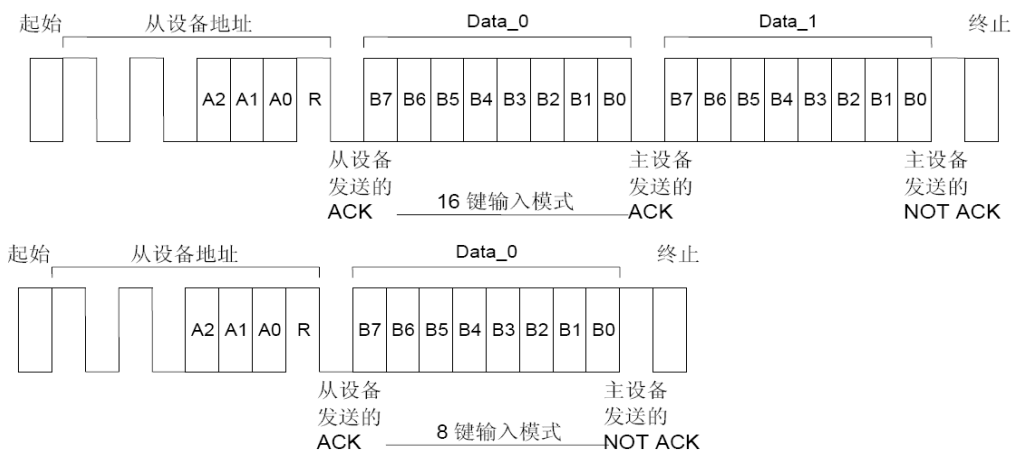 起始 从设备地址 Data_0 Data_1 终止
A2 A1 A0 R B7 B6 B5 B4 B3 B2 B1 B0 B7 B6 B5 B4 B3 B2 B1 B0
从设备 主设备 主设备
发送的 发送的 发送的
ACK 16 键输入模式 ACK NOT ACK
起始 从设备地址 Data_0 终止
A2 A1 A0 R B7 B6 B5 B4 B3 B2 B1 B0
从设备 主设备
发送的 发送的
ACK 8 键输入模式 NOT ACK